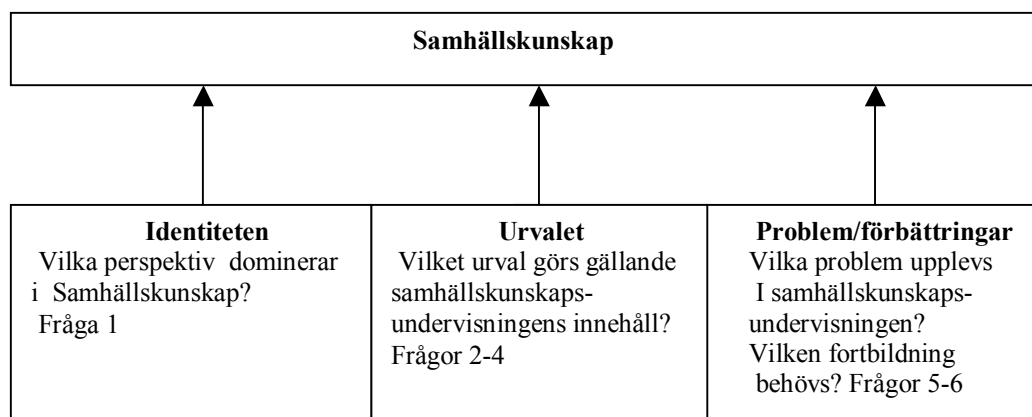 Samhällskunskap
Identiteten
Vilka perspektiv dominerar
i Samhällskunskap?
Fråga 1
Urvalet
Vilket urval görs gällande
samhällskunskaps-
undervisningens innehåll?
Frågor 2-4
Problem/förbättringar
Vilka problem upplevs
I samhällskunskaps-
undervisningen?
Vilken fortbildning
behövs? Frågor 5-6